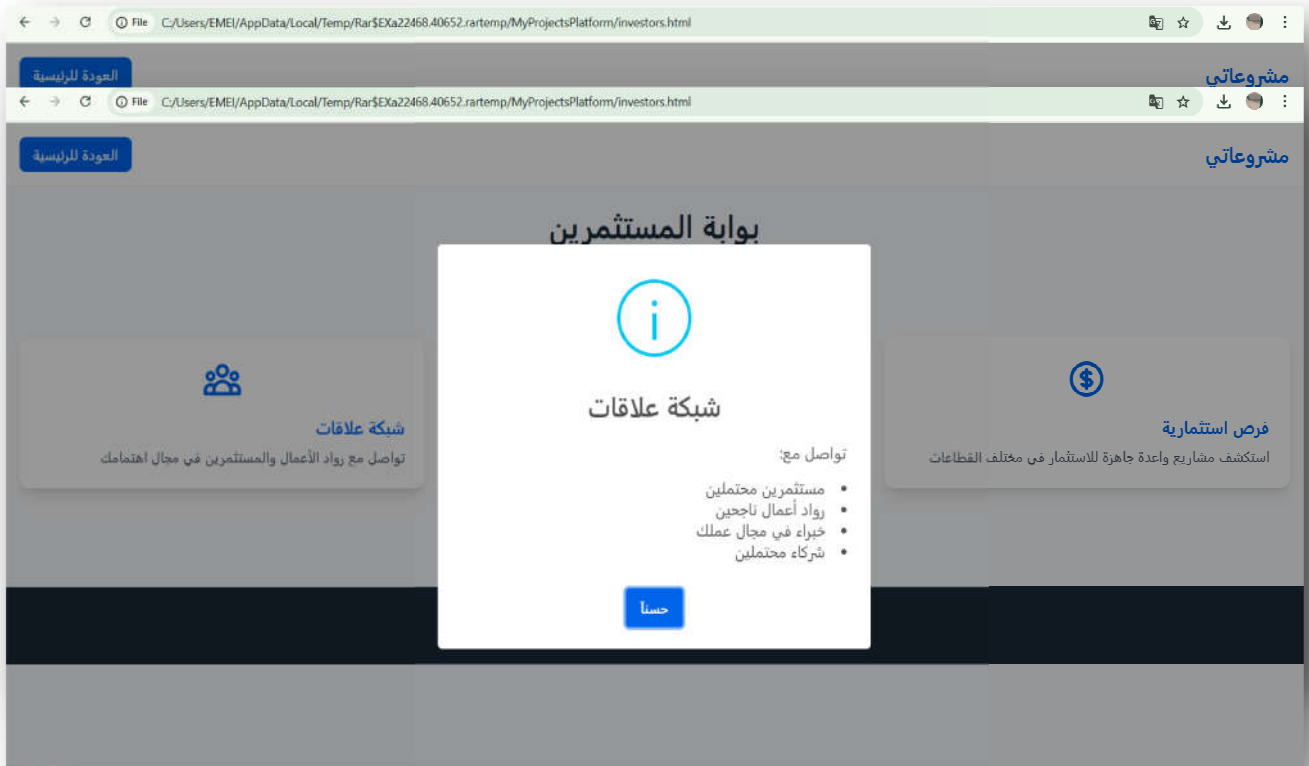 File C:/Users/EMEI/AppData/Local/Temp/Rar$EXa22468.40652.rartemp/MyProjectsPlatform/investors.html
مشروعاتي
العودة للرئيسية
File C:/Users/EMEI/AppData/Local/Temp/Rar$EXa22468.40652.rartemp/MyProjectsPlatform/investors.html
مشروعاتي
العودة للرئيسية
بوابة المستثمرين
فرص استثمارية
استكشف مشاريع واعدة جاهزة للاستثمار في مختلف القطاعات
شبكة علاقات
تواصل مع:
مستثمرين محتملين
رواد أعمال ناجحين
خبراء في مجال عملك
شركاء محتملين
حسناً
شبكة علاقات
تواصل مع رواد الأعمال والمستثمرين في مجال اهتمامك